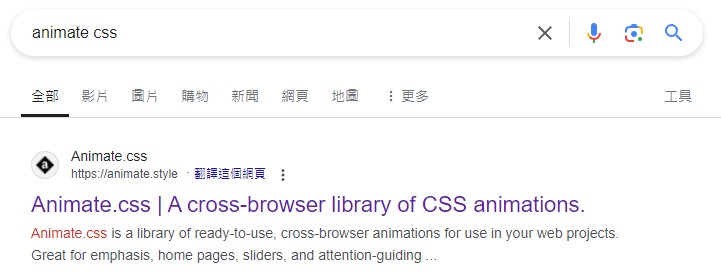 animate css
全部 影片 圖片 購物 新聞 網頁 地圖 更多 工具
Animate.css
https://animate.style · 翻譯這個網頁
Animate.css | A cross-browser library of CSS animations.
Animate.css is a library of ready-to-use, cross-browser animations for use in your web projects.
Great for emphasis, home pages, sliders, and attention-guiding ...